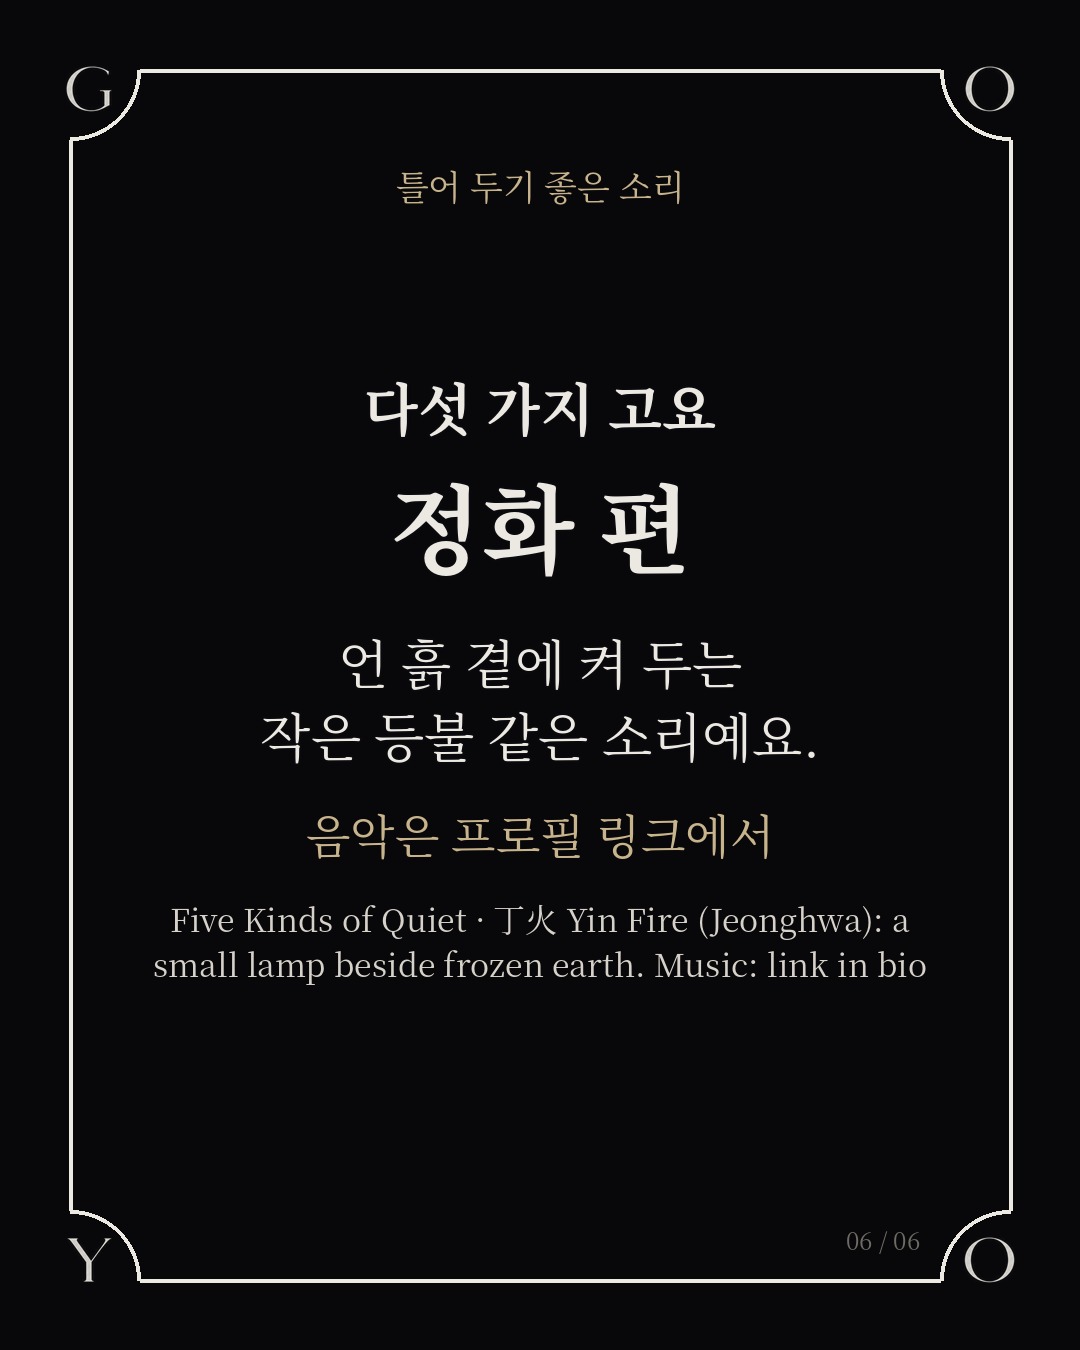 G O
틀어 두기 좋은 소리
다섯 가지 고요
정화 편
언 흙 곁에 켜 두는
작은 등불 같은 소리예요.
음악은 프로필 링크에서
Five Kinds of Quiet · 丁火 Yin Fire (Jeonghwa): a
small lamp beside frozen earth. Music: link in bio
06 / 06
Y O